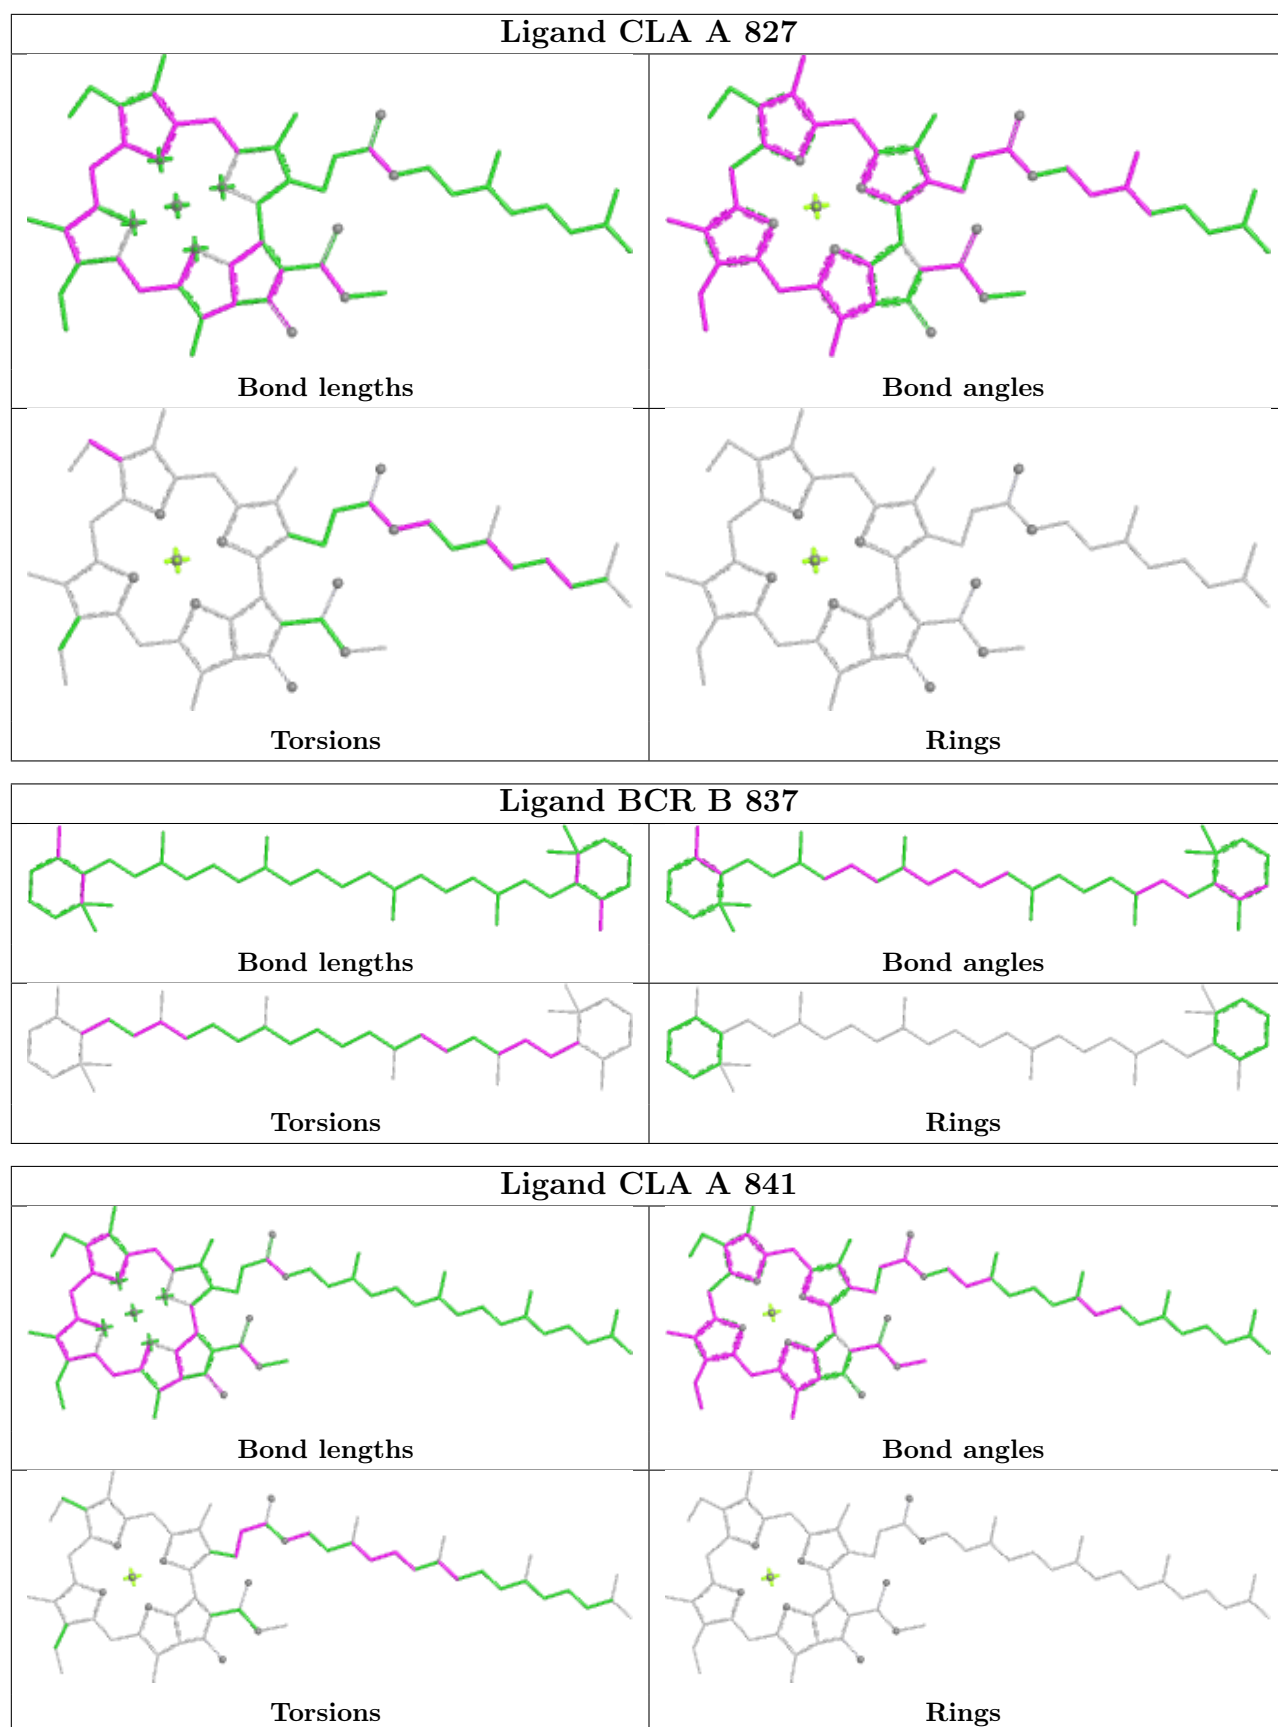 Ligand CLA A 827
Bond lengths
Bond angles
Torsions
Rings
Ligand BCR B 837
Bond lengths
Bond angles
Torsions
Rings
Ligand CLA A 841
Bond lengths
Bond angles
Torsions
Rings